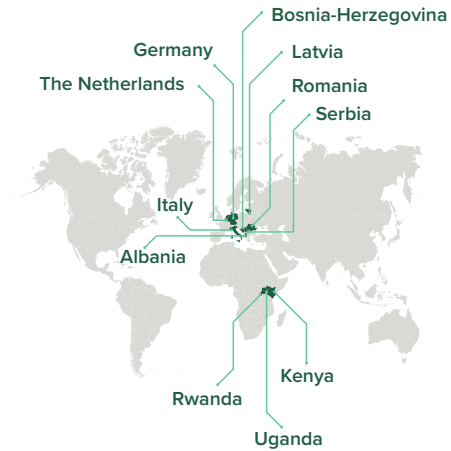 Bosnia-Herzegovina
Germany
Latvia
The Netherlands
Romania
Serbia
Italy
Albania
Kenya
Rwanda
Uganda